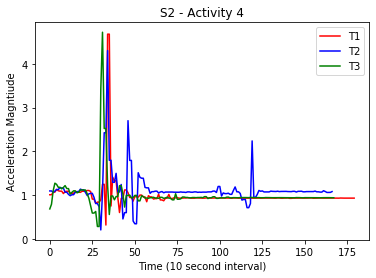 S2 - Activity 4
T1
T2
T3
Acceleration Magntiude
4
3
2
1
0
0 25 50 75 100 125 150 175
Time (10 second interval)